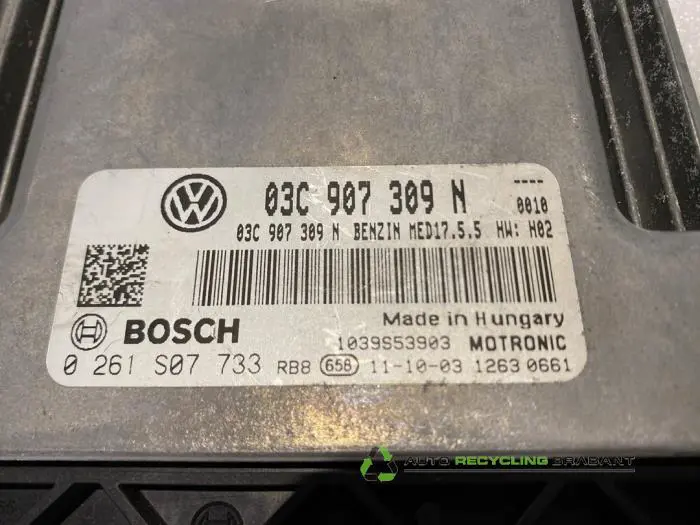 03C 907 309 N ----
0010
03C 907 309 N BENZIN MED17.5.5 HW: H02
Made in Hungary
BOSCH
1039S53903 MOTRONIC
0 261 S07 733 RB8 658 11-10-03 1263 0661
AUTO RECYCLING BRABANT